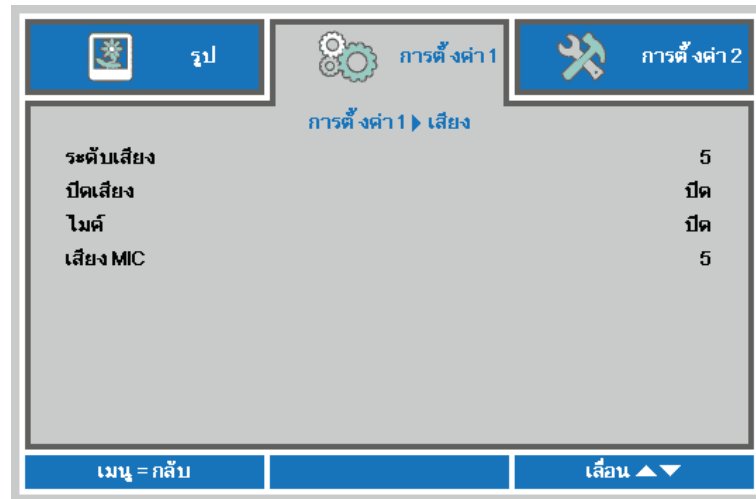 รูป
การตั้งค่า 1
การตั้งค่า 2
การตั้งค่า 1 ▶ เสียง
ระดับเสียง 5
ปิดเสียง ปิด
ไมค์ ปิด
เสียง MIC 5
เมนู = กลับ
เลื่อน ▲▼